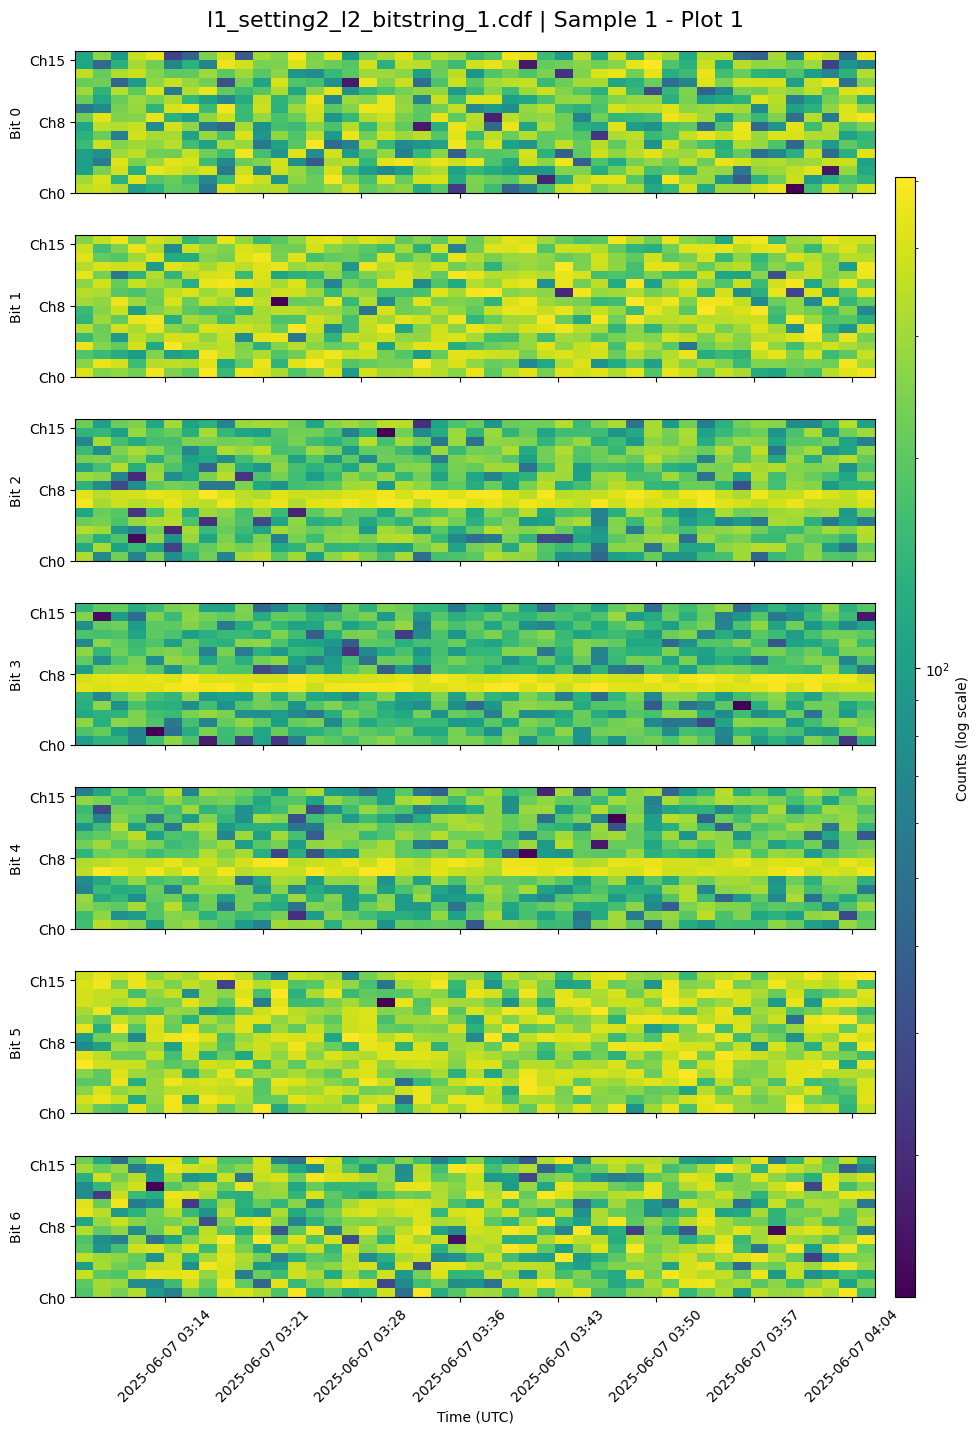 l1_setting2_l2_bitstring_1.cdf | Sample 1 - Plot 1
Bit 0
Ch15
Ch8
Ch0
Bit 1
Ch15
Ch8
Ch0
Bit 2
Ch15
Ch8
Ch0
Bit 3
Ch15
Ch8
Ch0
Bit 4
Ch15
Ch8
Ch0
Bit 5
Ch15
Ch8
Ch0
Bit 6
Ch15
Ch8
Ch0
2025-06-07 03:14
2025-06-07 03:21
2025-06-07 03:28
2025-06-07 03:36
2025-06-07 03:43
2025-06-07 03:50
2025-06-07 03:57
2025-06-07 04:04
Time (UTC)
10²
Counts (log scale)